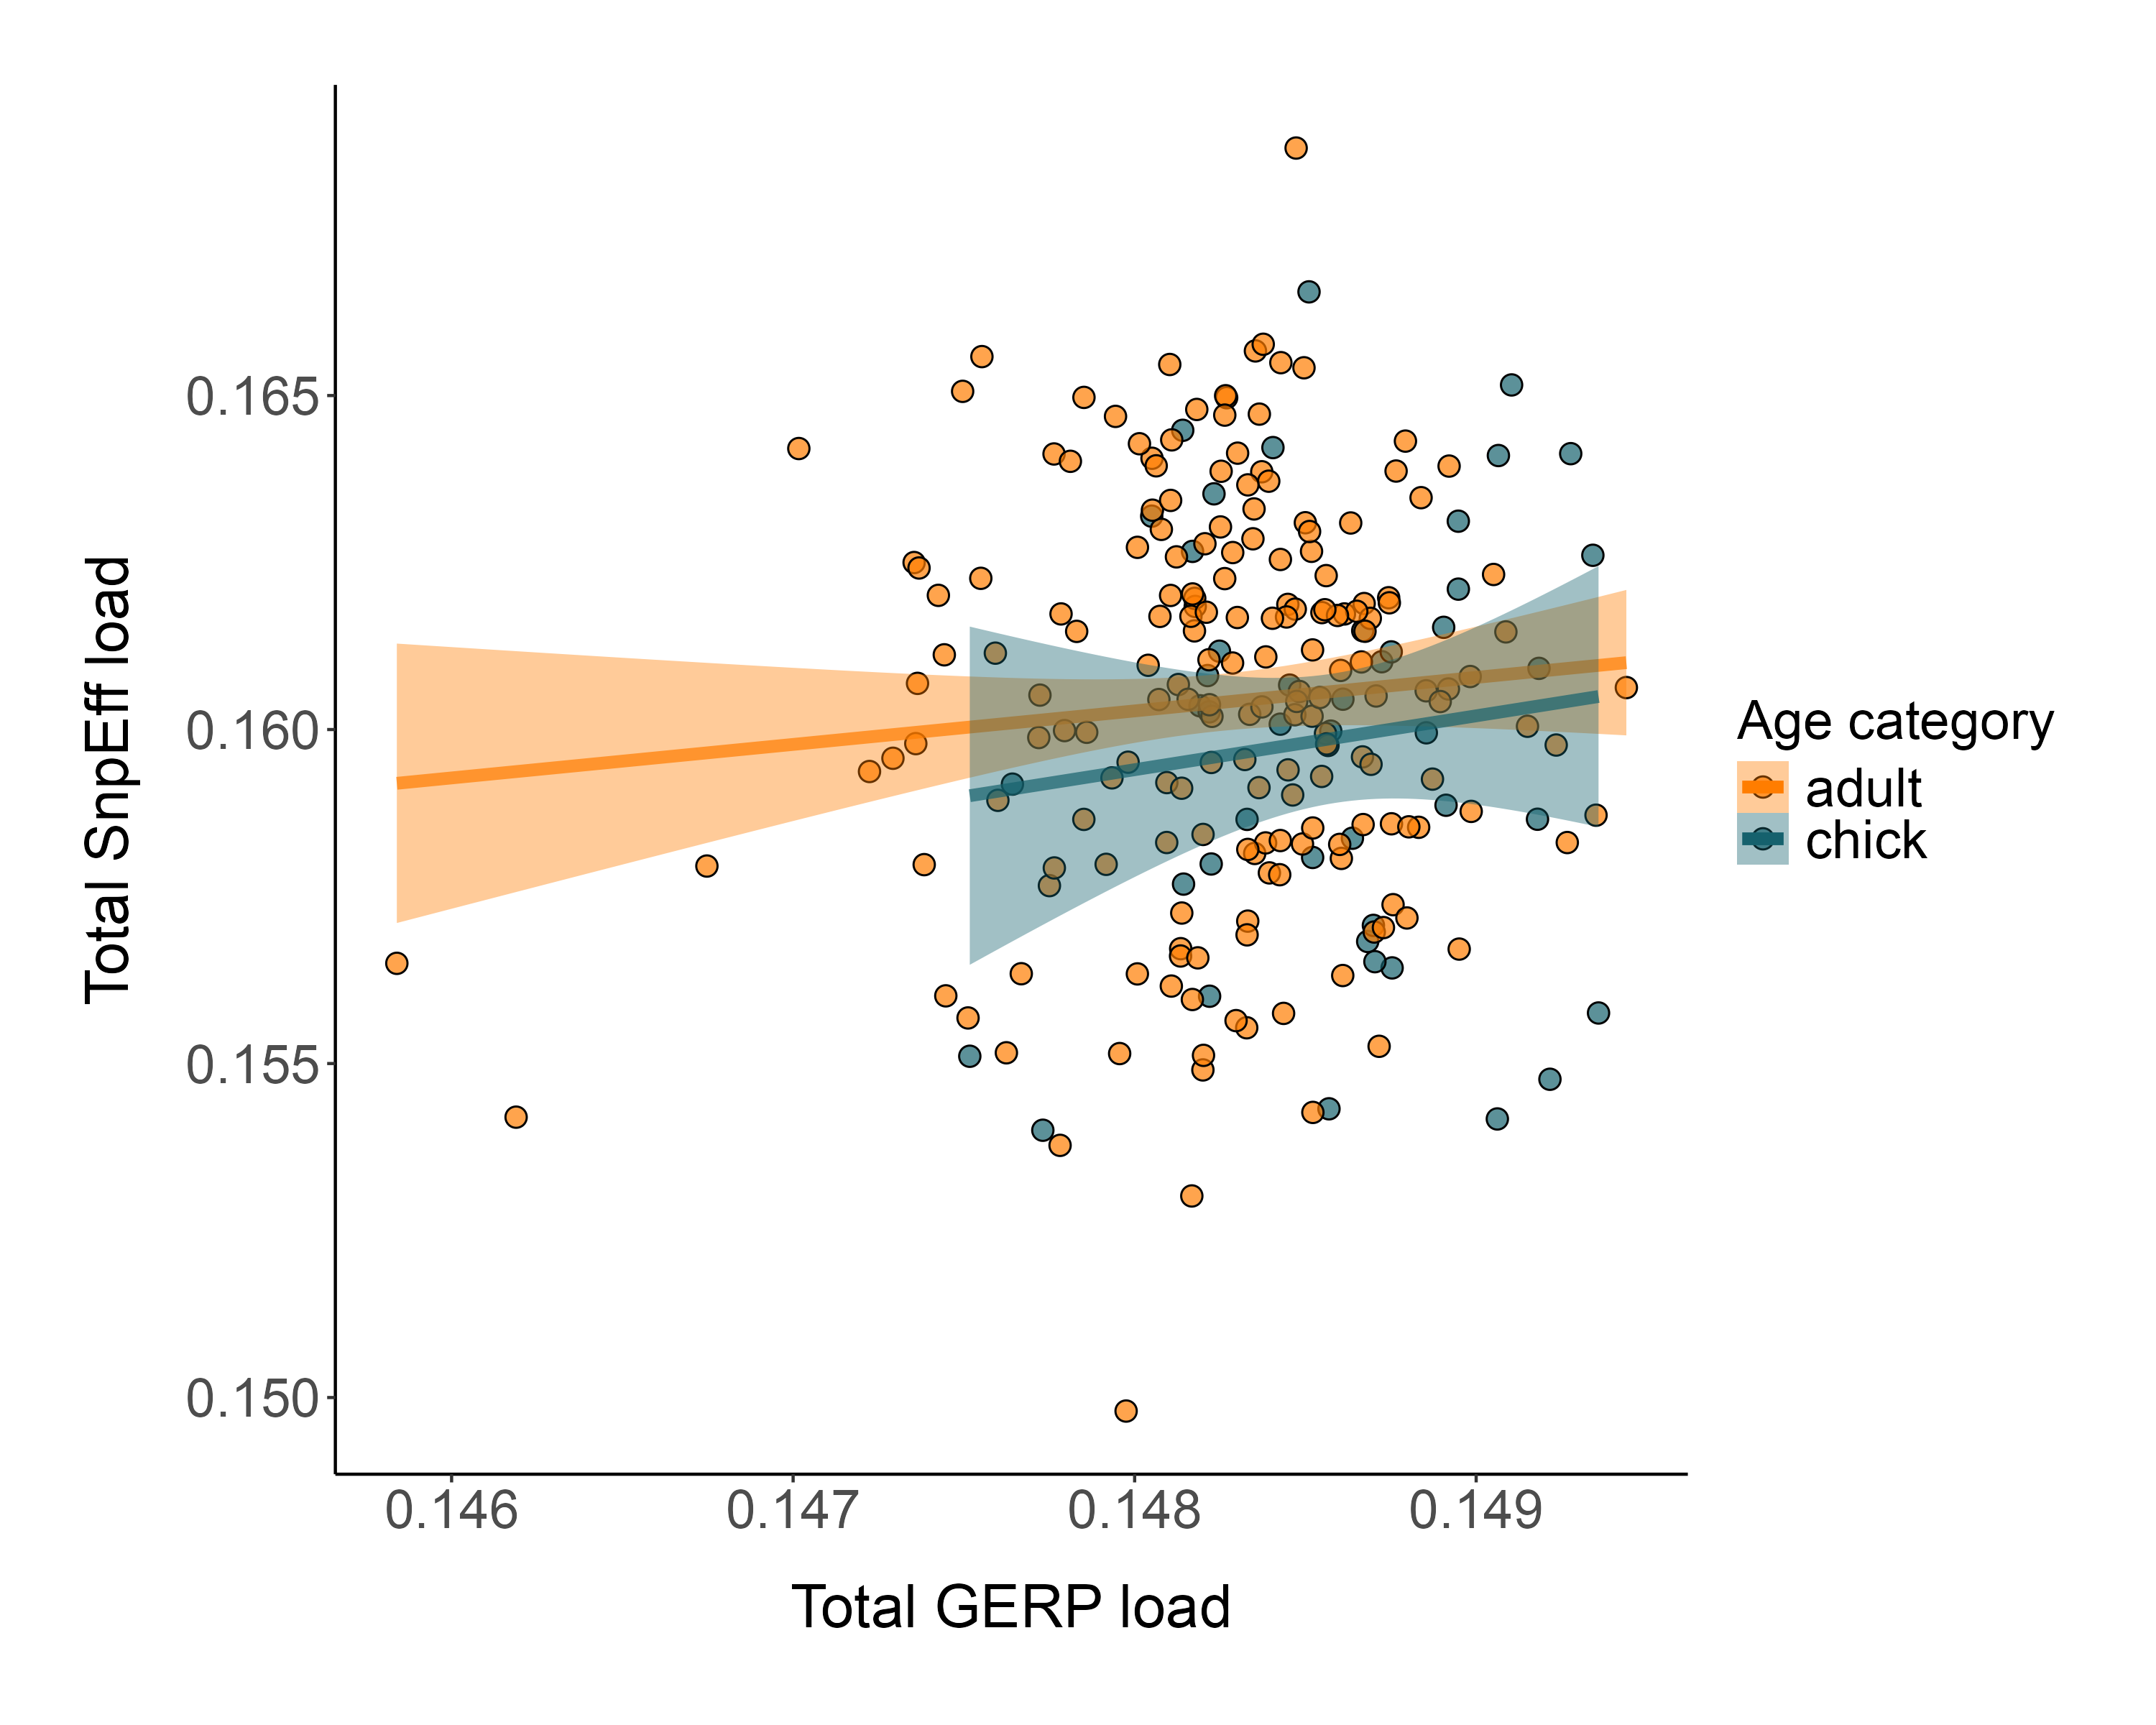 0.165
0.160
0.155
0.150
Total SnpEff load
0.146
0.147
0.148
0.149
Total GERP load
Age category
adult
chick